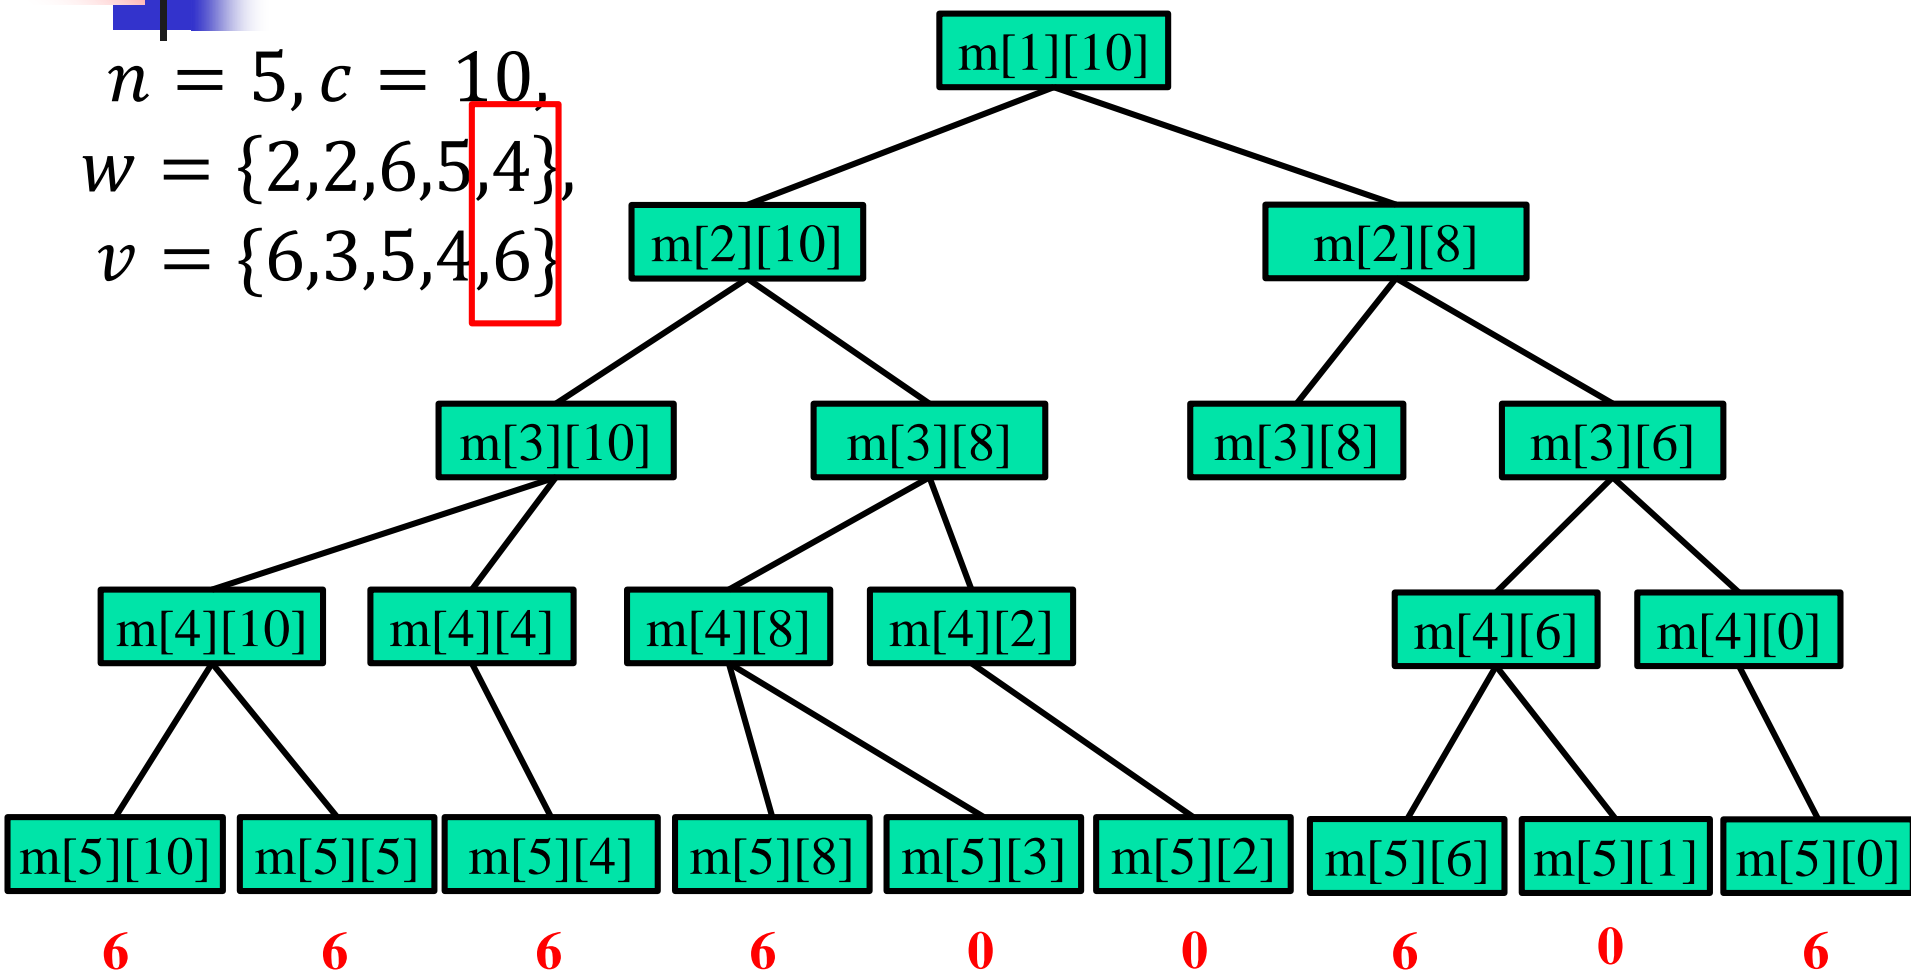 n = 5, c = 10,
w = {2,2,6,5,4},
v = {6,3,5,4,6}
m[1][10]
m[2][10] m[2][8]
m[3][10] m[3][8] m[3][8] m[3][6]
m[4][10] m[4][4] m[4][8] m[4][2] m[4][6] m[4][0]
m[5][10] m[5][5] m[5][4] m[5][8] m[5][3] m[5][2] m[5][6] m[5][1] m[5][0]
6 6 6 6 0 0 6 0 6